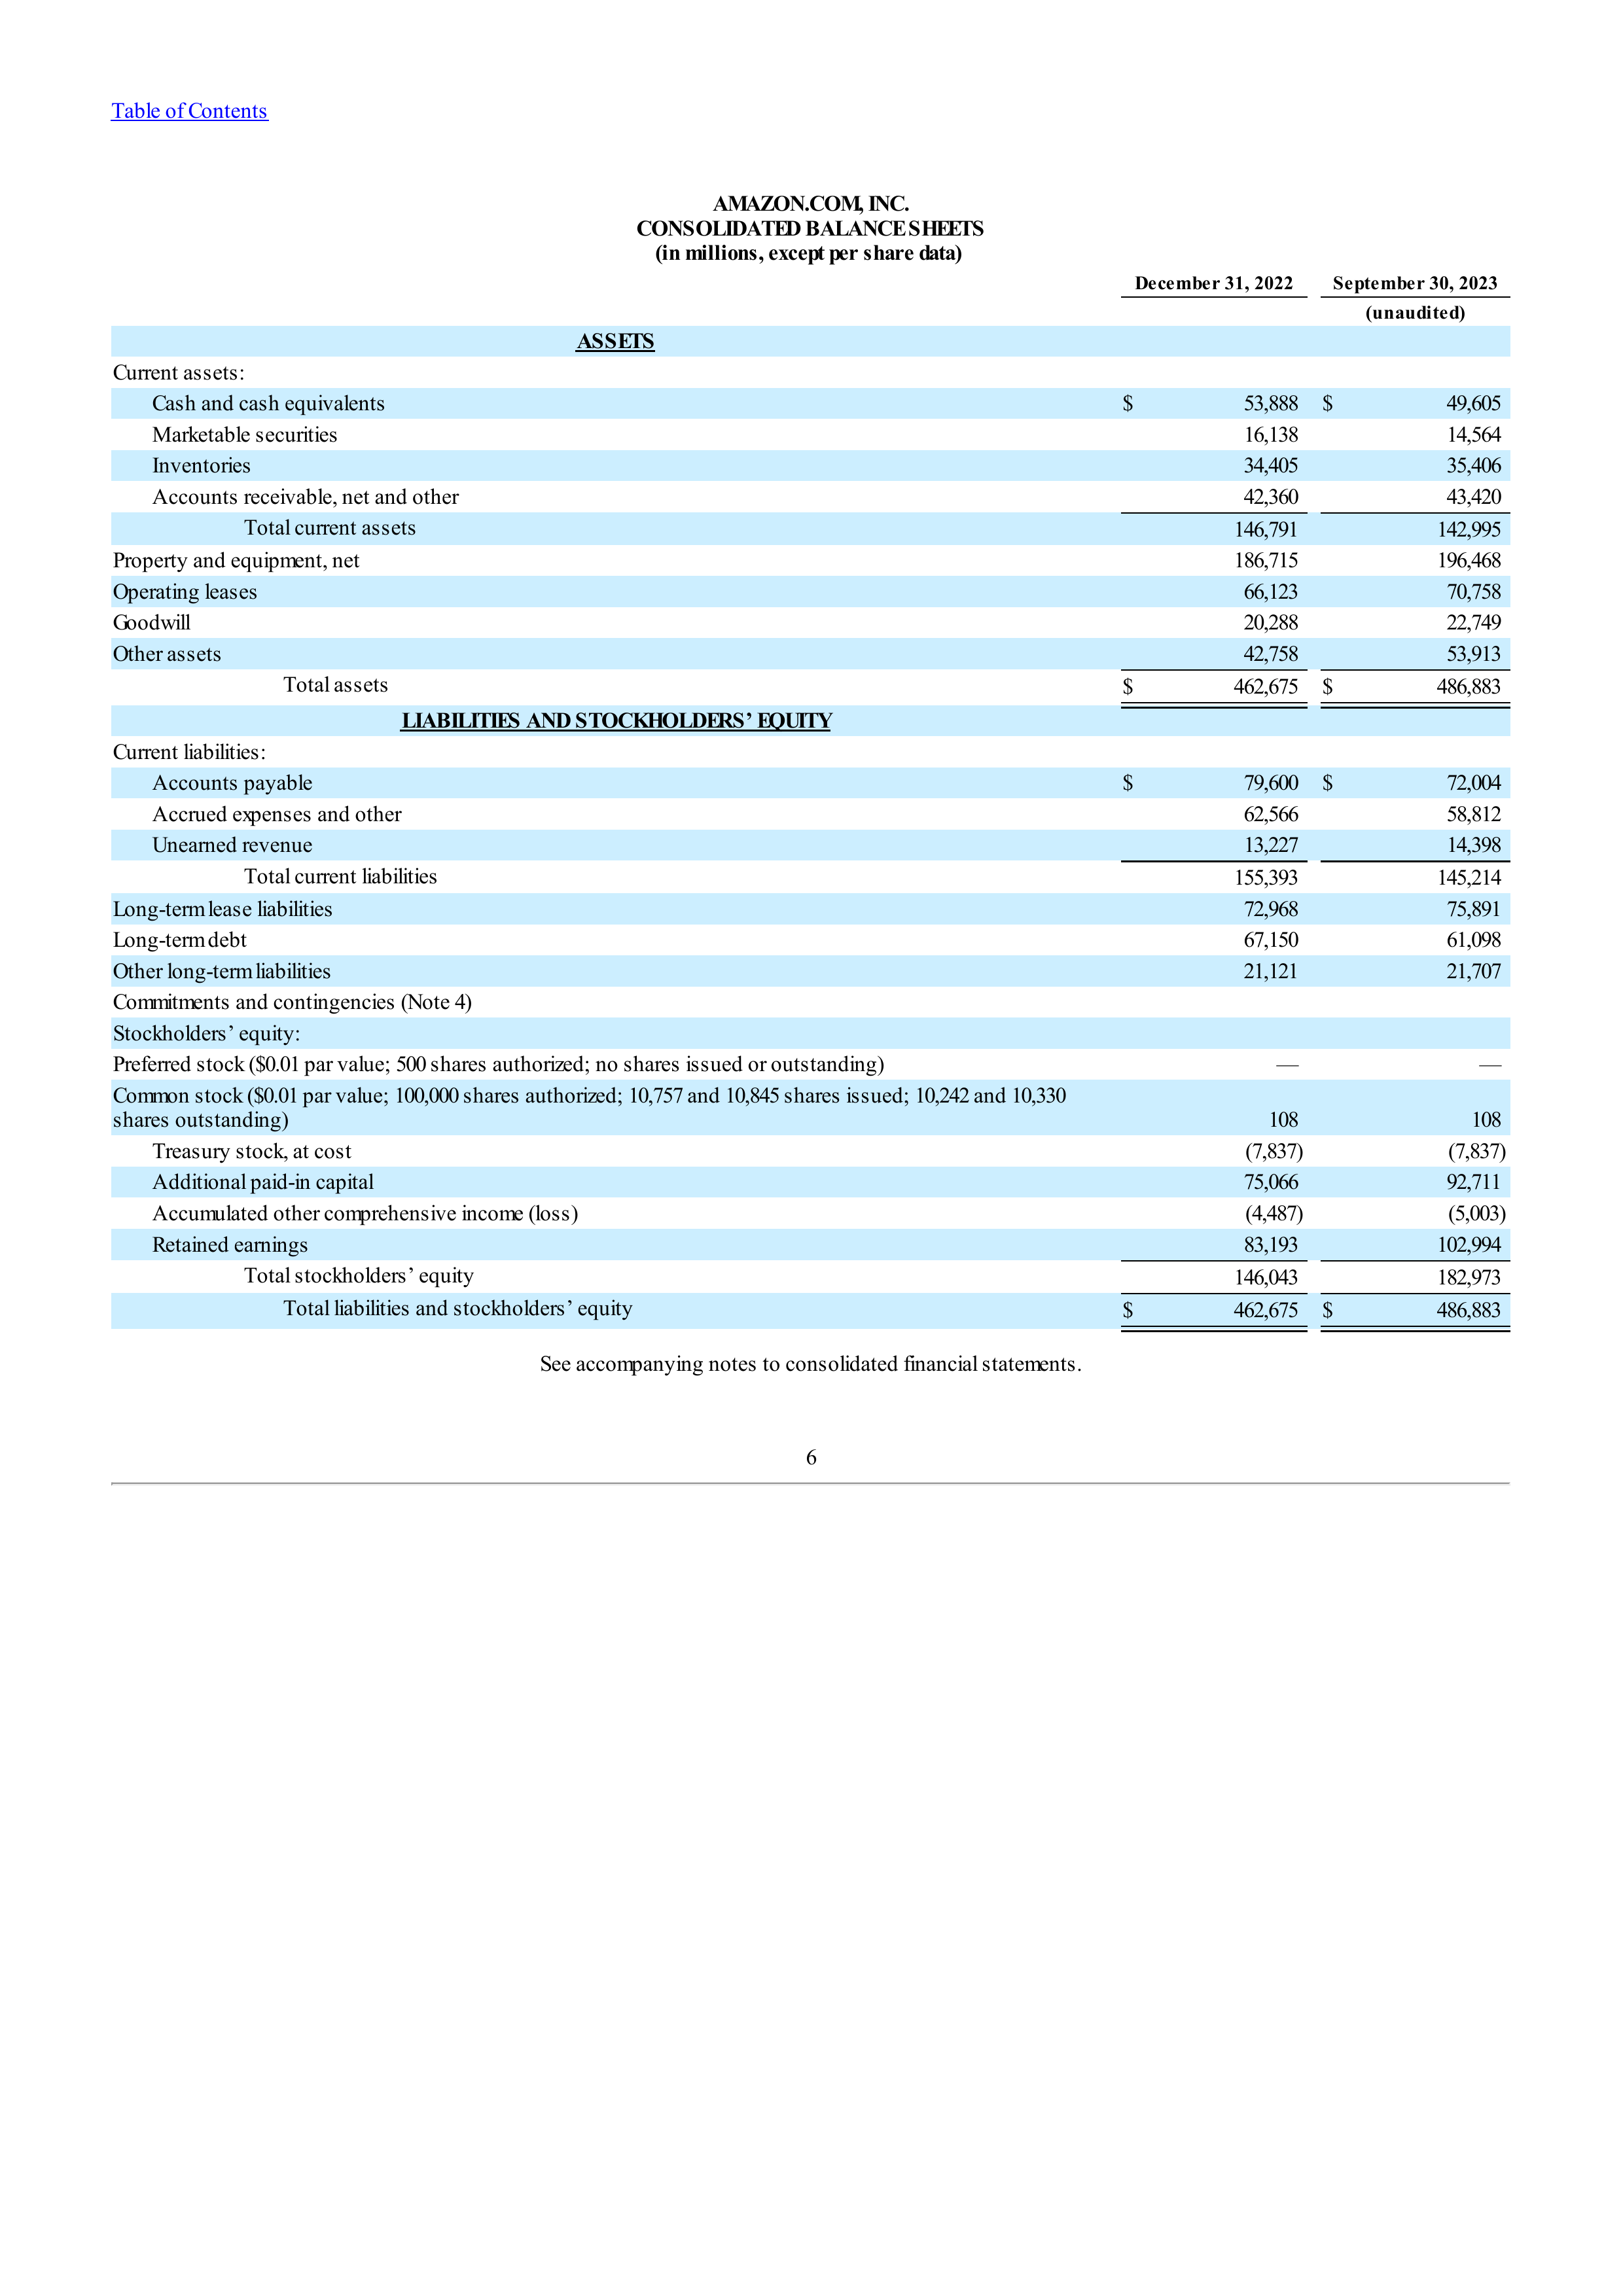 Table of Contents
AMAZON.COM, INC.
CONSOLIDATED BALANCE SHEETS
(in millions, except per share data)
December 31, 2022 September 30, 2023
(unaudited)
ASSETS
Current assets:
Cash and cash equivalents $ 53,888 $ 49,605
Marketable securities 16,138 14,564
Inventories 34,405 35,406
Accounts receivable, net and other 42,360 43,420
Total current assets 146,791 142,995
Property and equipment, net 186,715 196,468
Operating leases 66,123 70,758
Goodwill 20,288 22,749
Other assets 42,758 53,913
Total assets $ 462,675 $ 486,883
LIABILITIES AND STOCKHOLDERS’ EQUITY
Current liabilities:
Accounts payable $ 79,600 $ 72,004
Accrued expenses and other 62,566 58,812
Unearned revenue 13,227 14,398
Total current liabilities 155,393 145,214
Long-term lease liabilities 72,968 75,891
Long-term debt 67,150 61,098
Other long-term liabilities 21,121 21,707
Commitments and contingencies (Note 4)
Stockholders’ equity:
Preferred stock ($0.01 par value; 500 shares authorized; no shares issued or outstanding) — —
Common stock ($0.01 par value; 100,000 shares authorized; 10,757 and 10,845 shares issued; 10,242 and 10,330
shares outstanding) 108 108
Treasury stock, at cost (7,837) (7,837)
Additional paid-in capital 75,066 92,711
Accumulated other comprehensive income (loss) (4,487) (5,003)
Retained earnings 83,193 102,994
Total stockholders’ equity 146,043 182,973
Total liabilities and stockholders’ equity $ 462,675 $ 486,883
See accompanying notes to consolidated financial statements.
6